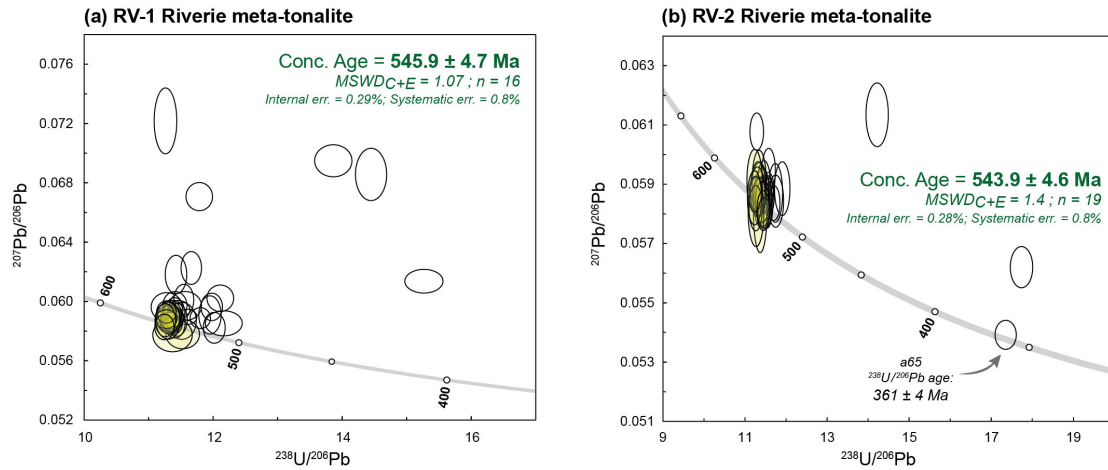 (a) RV-1 Riverie meta-tonalite
Conc. Age = 545.9 ± 4.7 Ma
MSWDC+E = 1.07 ; n = 16
Internal err. = 0.29%; Systematic err. = 0.8%
0.076
0.072
0.068
0.064
0.060
0.056
0.052
207Pb/206Pb
600
500
400
10
12
14
16
238U/206Pb
(b) RV-2 Riverie meta-tonalite
Conc. Age = 543.9 ± 4.6 Ma
MSWDC+E = 1.4 ; n = 19
Internal err. = 0.28%; Systematic err. = 0.8%
0.063
0.061
0.059
0.057
0.055
0.053
0.051
207Pb/206Pb
600
500
400
a65
238U/206Pb age:
361 ± 4 Ma
9
11
13
15
17
19
238U/206Pb